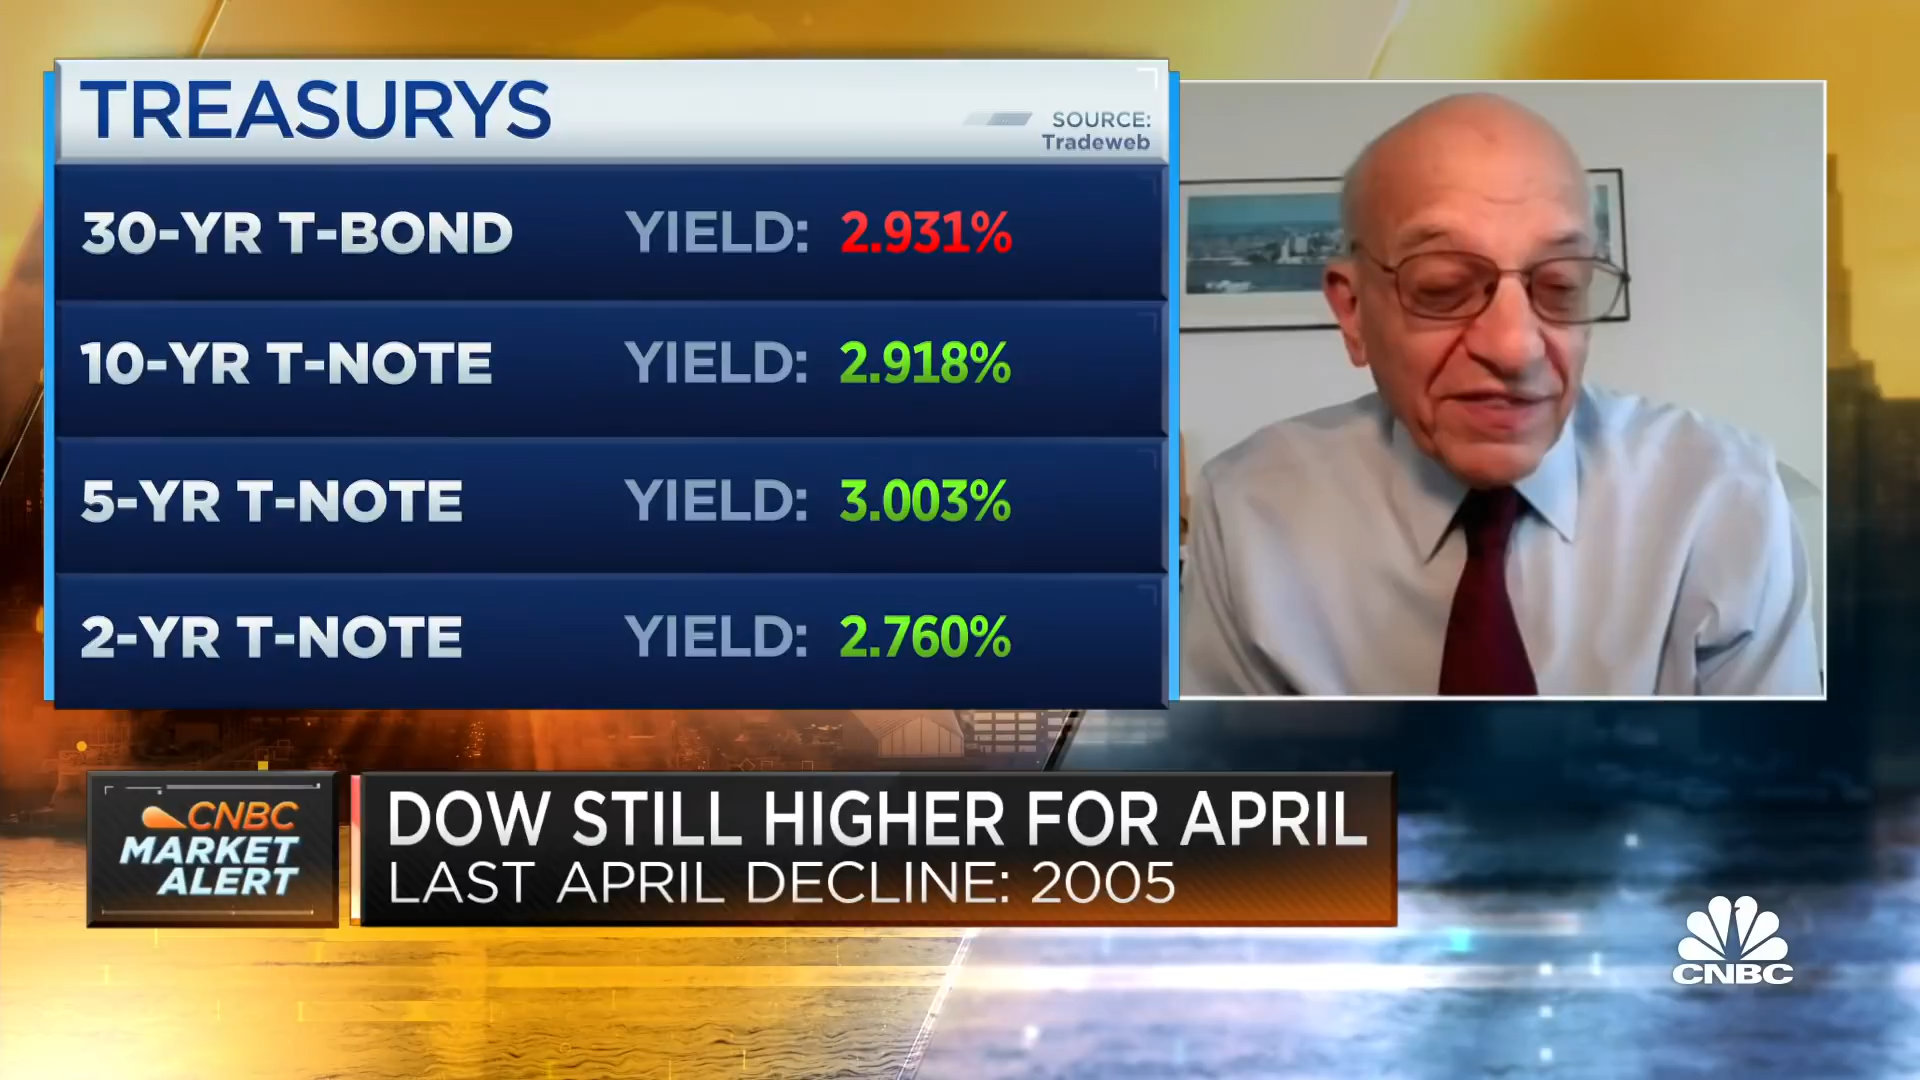 TREASURYS
SOURCE:
Tradeweb
30-YR T-BOND YIELD: 2.931%
10-YR T-NOTE YIELD: 2.918%
5-YR T-NOTE YIELD: 3.003%
2-YR T-NOTE YIELD: 2.760%
CNBC
MARKET
ALERT
DOW STILL HIGHER FOR APRIL
LAST APRIL DECLINE: 2005
CNBC